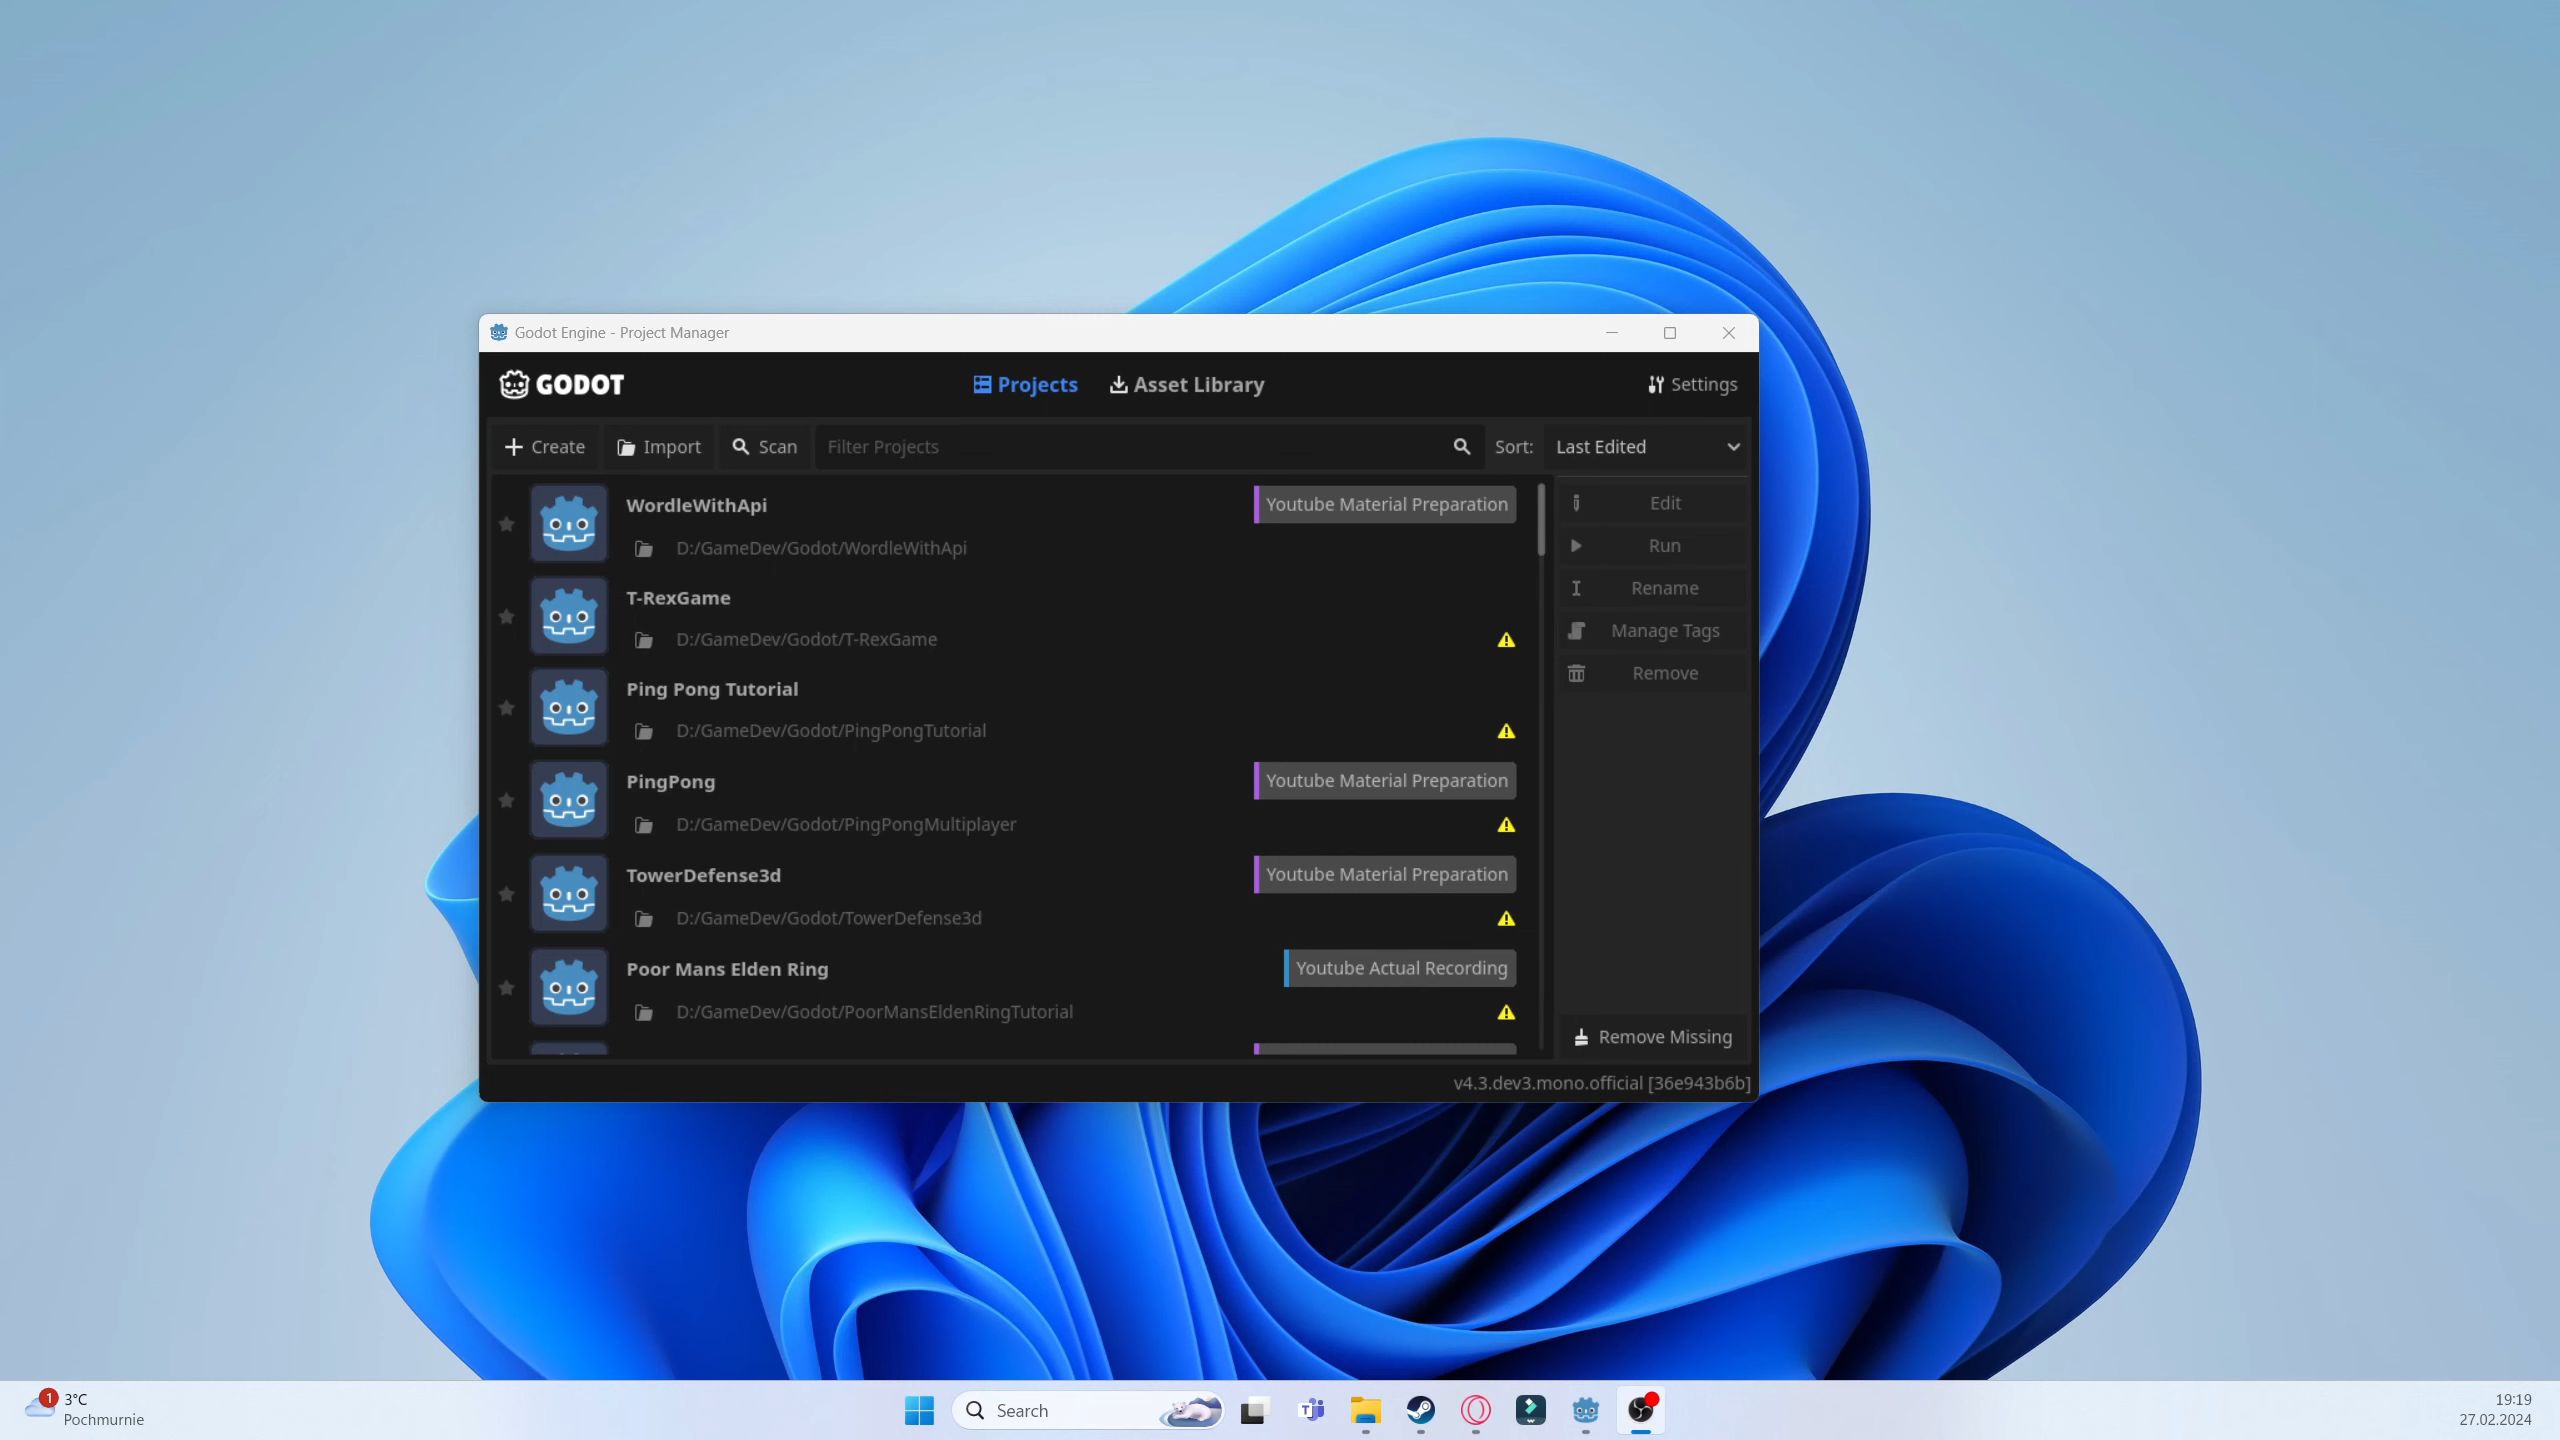 Godot Engine - Project Manager
GODOT
Projects
Asset Library
Settings
Create
Import
Scan
Filter Projects
Sort:
Last Edited
WordleWithApi
Youtube Material Preparation
D:/GameDev/Godot/WordleWithApi
T-RexGame
D:/GameDev/Godot/T-RexGame
Ping Pong Tutorial
D:/GameDev/Godot/PingPongTutorial
PingPong
Youtube Material Preparation
D:/GameDev/Godot/PingPongMultiplayer
TowerDefense3d
Youtube Material Preparation
D:/GameDev/Godot/TowerDefense3d
Poor Mans Elden Ring
Youtube Actual Recording
D:/GameDev/Godot/PoorMansEldenRingTutorial
Edit
Run
Rename
Manage Tags
Remove
Remove Missing
v4.3.dev3.mono.official [36e943b6b]
1
3°C
Pochmurnie
Search
19:19
27.02.2024